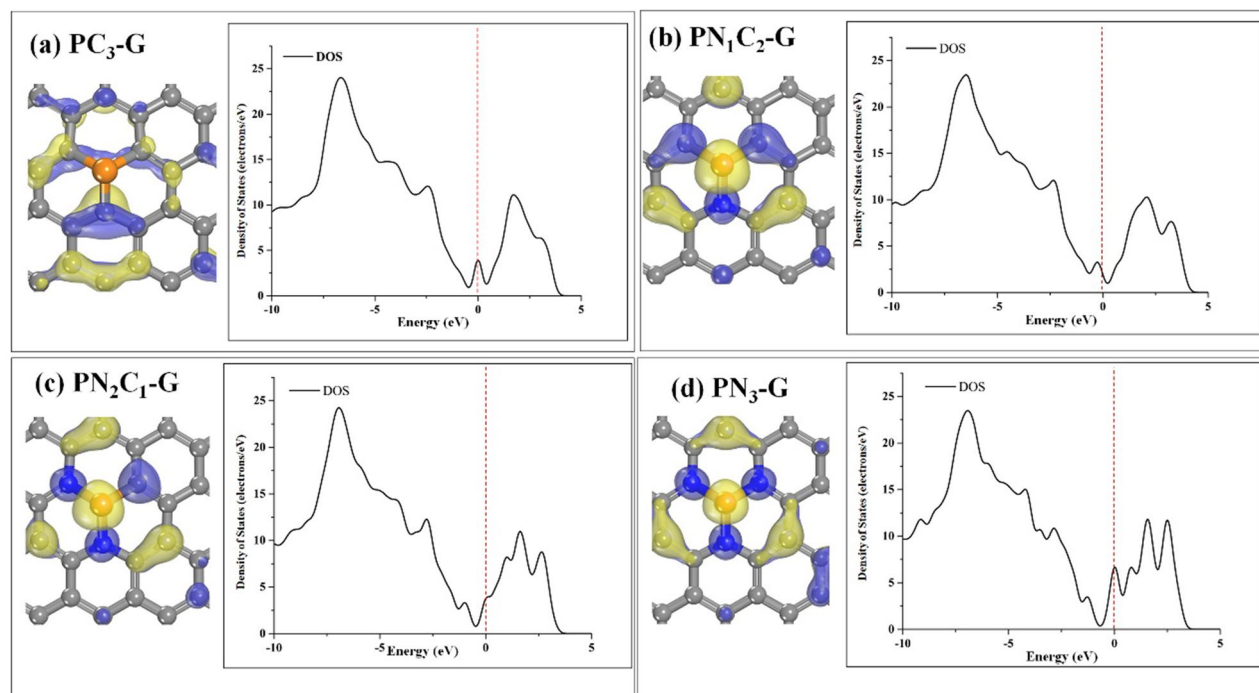 (a) PC₃-G
DOS
Density of States (electrons/eV)
25
20
15
10
5
0
-10
-5
0
5
Energy (eV)
(b) PN₁C₂-G
DOS
Density of States (electrons/eV)
25
20
15
10
5
0
-10
-5
0
5
Energy (eV)
(c) PN₂C₁-G
DOS
Density of States (electrons/eV)
25
20
15
10
5
0
-10
-5
0
5
Energy (eV)
(d) PN₃-G
DOS
Density of States (electrons/eV)
25
20
15
10
5
0
-10
-5
0
5
Energy (eV)